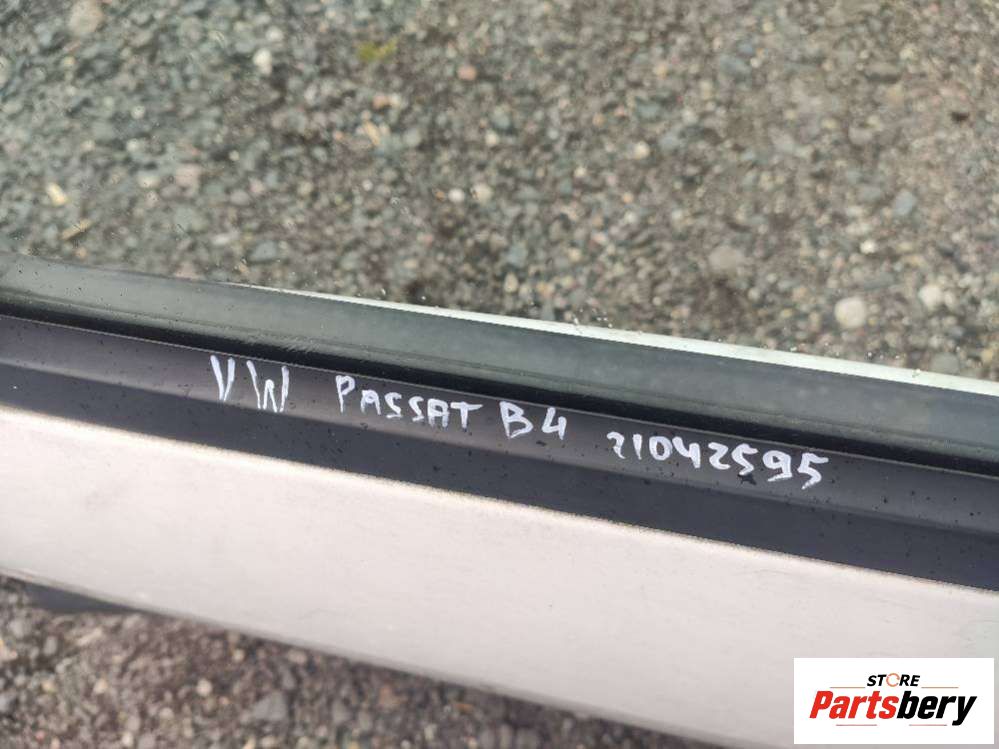 VW PASSAT B4 21042595
STORE
Partsbery